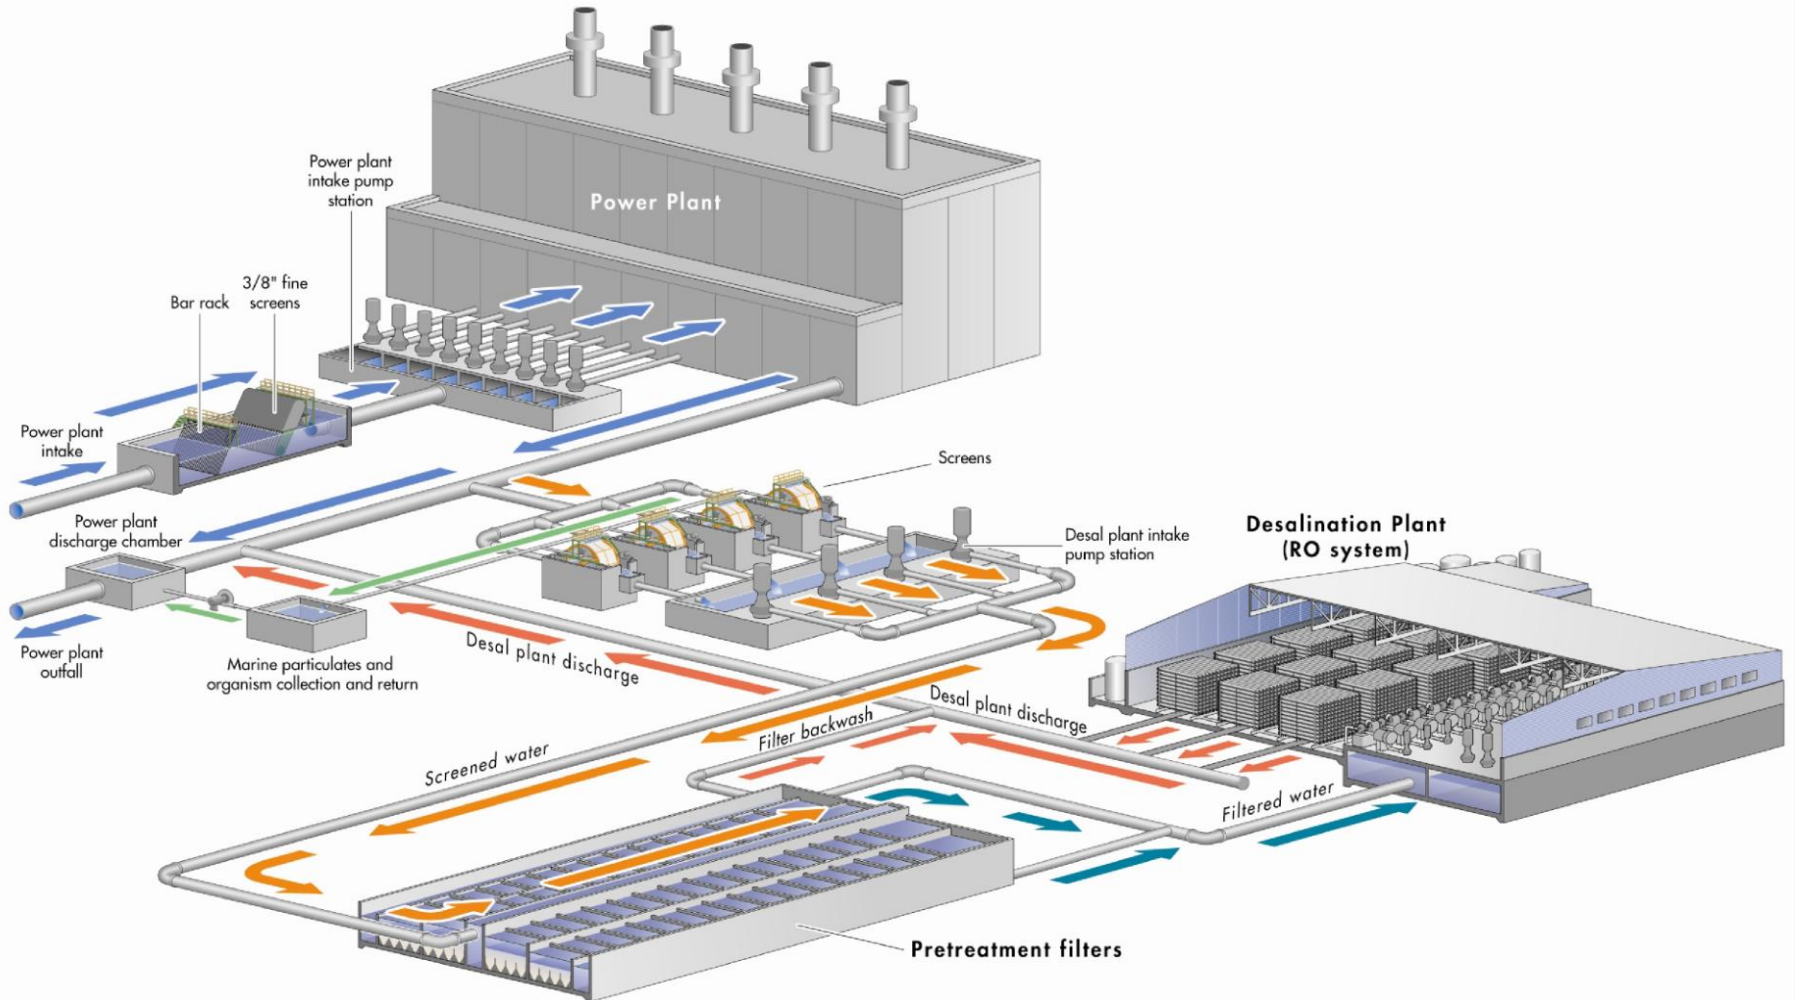 Power plant
intake pump
station
Power Plant
3/8" fine
screens
Bar rack
Power plant
intake
Screens
Power plant
discharge chamber
Desal plant intake
pump station
Desalination Plant
(RO system)
Power plant
outfall
Marine particulates and
organism collection and return
Desal plant discharge
Desal plant discharge
Filter backwash
Screened water
Filtered water
Pretreatment filters